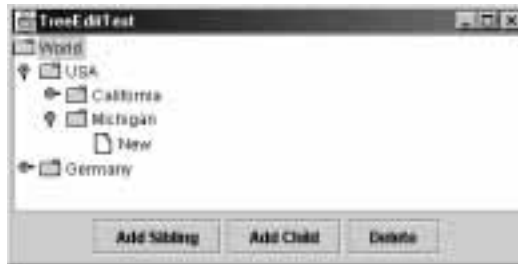 TreeEditTest
World
USA
California
Michigan
New
Germany
Add Sibling Add Child Delete